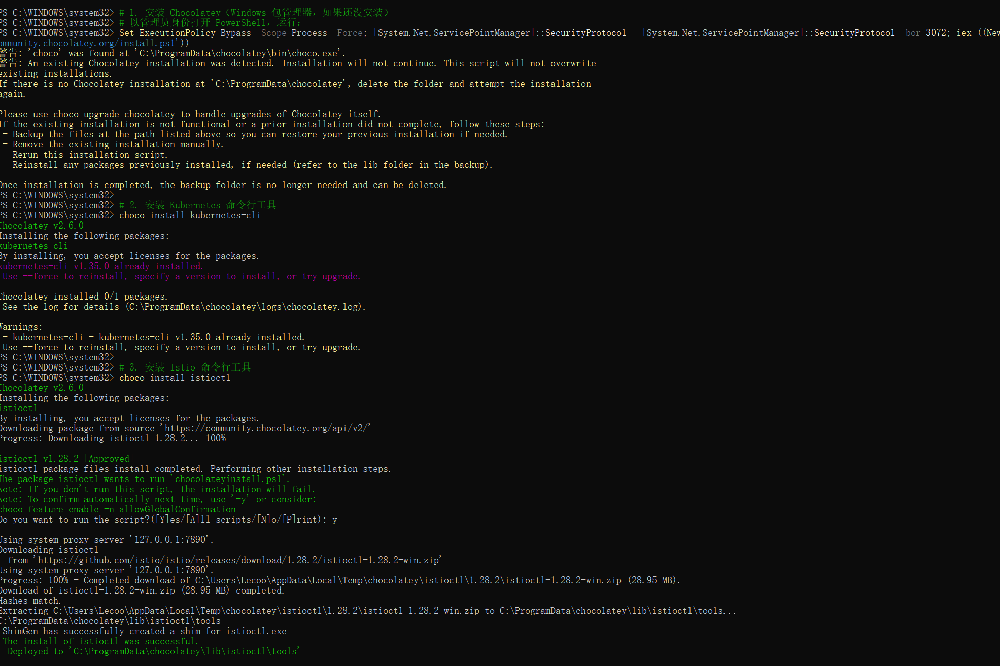 PS C:\WINDOWS\system32> # 1. 安装 Chocolatey（Windows 包管理器，如果还没安装）
PS C:\WINDOWS\system32> # 以管理员身份打开 PowerShell，运行：
PS C:\WINDOWS\system32> Set-ExecutionPolicy Bypass -Scope Process -Force; [System.Net.ServicePointManager]::SecurityProtocol = [System.Net.ServicePointManager]::SecurityProtocol -bor 3072; iex ((New
ommunity.chocolatey.org/install.ps1'))
警告: 'choco' was found at 'C:\ProgramData\chocolatey\bin\choco.exe'.
警告: An existing Chocolatey installation was detected. Installation will not continue. This script will not overwrite
existing installations.
If there is no Chocolatey installation at 'C:\ProgramData\chocolatey', delete the folder and attempt the installation
again.
Please use choco upgrade chocolatey to handle upgrades of Chocolatey itself.
If the existing installation is not functional or a prior installation did not complete, follow these steps:
- Backup the files at the path listed above so you can restore your previous installation if needed.
- Remove the existing installation manually.
- Rerun this installation script.
- Reinstall any packages previously installed, if needed (refer to the lib folder in the backup).
Once installation is completed, the backup folder is no longer needed and can be deleted.
PS C:\WINDOWS\system32>
PS C:\WINDOWS\system32> # 2. 安装 Kubernetes 命令行工具
PS C:\WINDOWS\system32> choco install kubernetes-cli
Chocolatey v2.6.0
Installing the following packages:
kubernetes-cli
By installing, you accept licenses for the packages.
kubernetes-cli v1.35.0 already installed.
Use --force to reinstall, specify a version to install, or try upgrade.
Chocolatey installed 0/1 packages.
See the log for details (C:\ProgramData\chocolatey\logs\chocolatey.log).
Warnings:
- kubernetes-cli - kubernetes-cli v1.35.0 already installed.
Use --force to reinstall, specify a version to install, or try upgrade.
PS C:\WINDOWS\system32>
PS C:\WINDOWS\system32> # 3. 安装 Istio 命令行工具
PS C:\WINDOWS\system32> choco install istioctl
Chocolatey v2.6.0
Installing the following packages:
istioctl
By installing, you accept licenses for the packages.
Downloading package from source 'https://community.chocolatey.org/api/v2/'
Progress: Downloading istioctl 1.28.2... 100%
istioctl v1.28.2 [Approved]
istioctl package files install completed. Performing other installation steps.
The package istioctl wants to run 'chocolateyinstall.ps1'.
Note: If you don't run this script, the installation will fail.
Note: To confirm automatically next time, use '-y' or consider:
choco feature enable -n allowGlobalConfirmation
Do you want to run the script?([Y]es/[A]ll scripts/[N]o/[P]rint): y
Using system proxy server '127.0.0.1:7890'.
Downloading istioctl
from 'https://github.com/istio/istio/releases/download/1.28.2/istioctl-1.28.2-win.zip'
Using system proxy server '127.0.0.1:7890'.
Progress: 100% - Completed download of C:\Users\Lecoo\AppData\Local\Temp\chocolatey\istioctl\1.28.2\istioctl-1.28.2-win.zip (28.95 MB).
Download of istioctl-1.28.2-win.zip (28.95 MB) completed.
Hashes match.
Extracting C:\Users\Lecoo\AppData\Local\Temp\chocolatey\istioctl\1.28.2\istioctl-1.28.2-win.zip to C:\ProgramData\chocolatey\lib\istioctl\tools...
C:\ProgramData\chocolatey\lib\istioctl\tools
ShimGen has successfully created a shim for istioctl.exe
The install of istioctl was successful.
Deployed to 'C:\ProgramData\chocolatey\lib\istioctl\tools'